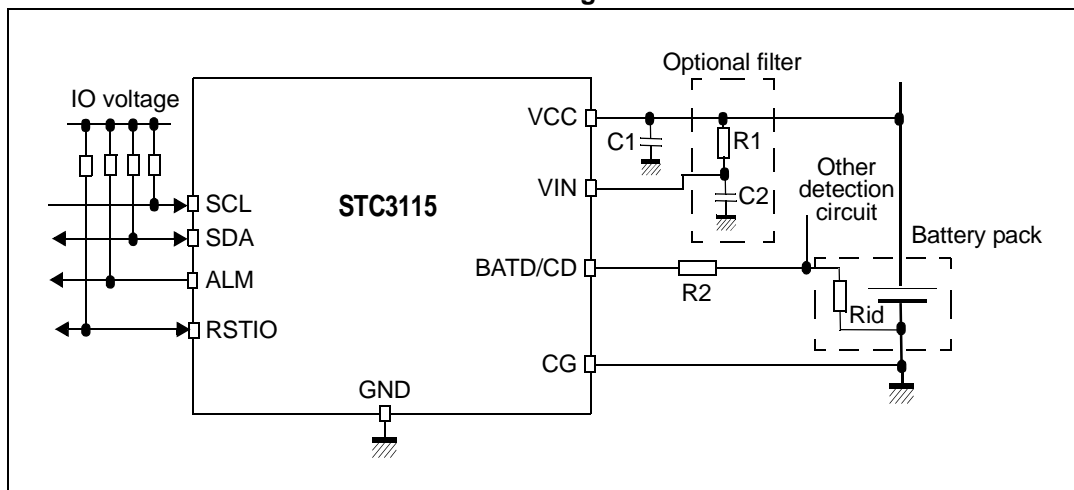 g
Optional filter
IO voltage
VCC
C1
R1
Other
detection
circuit
VIN
C2
SCL
STC3115
SDA
Battery pack
BATD/CD
R2
ALM
Rid
RSTIO
CG
GND